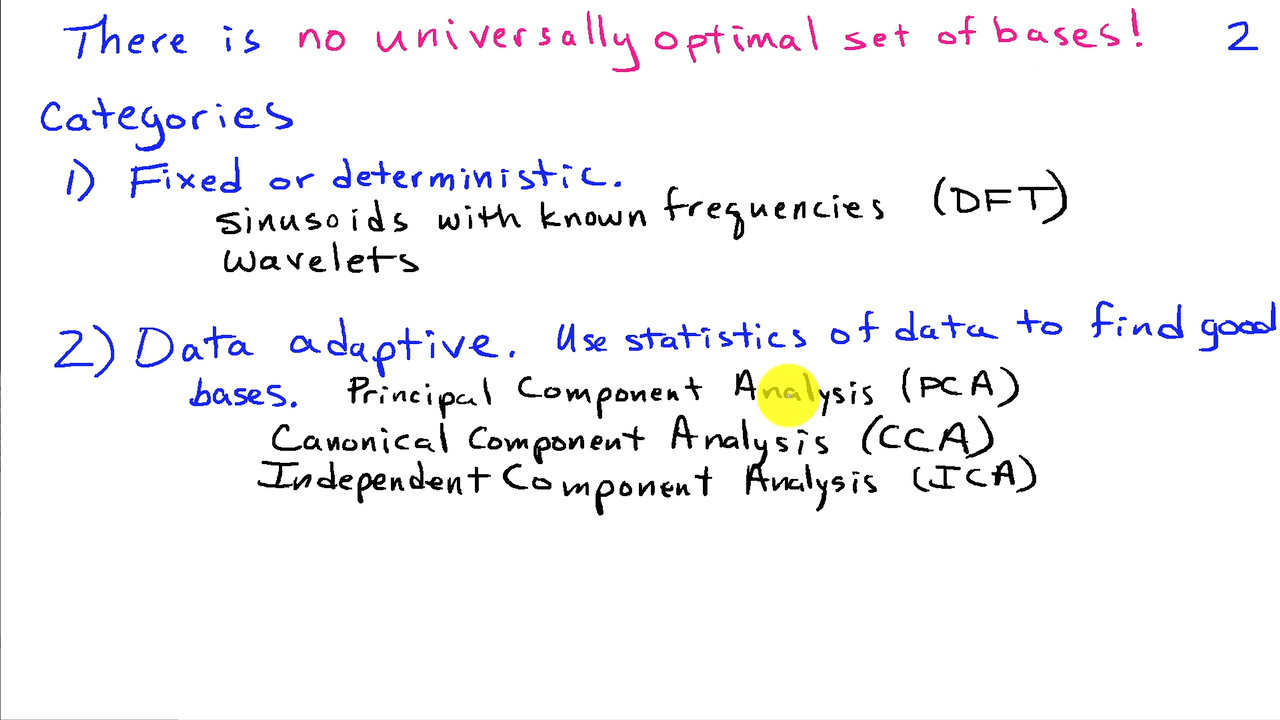 There is no universally optimal set of bases! 2
Categories
1) Fixed or deterministic.
sinusoids with known frequencies (DFT)
wavelets
2) Data adaptive. Use statistics of data to find good
bases. Principal Component Analysis (PCA)
Canonical Component Analysis (CCA)
Independent Component Analysis (ICA)